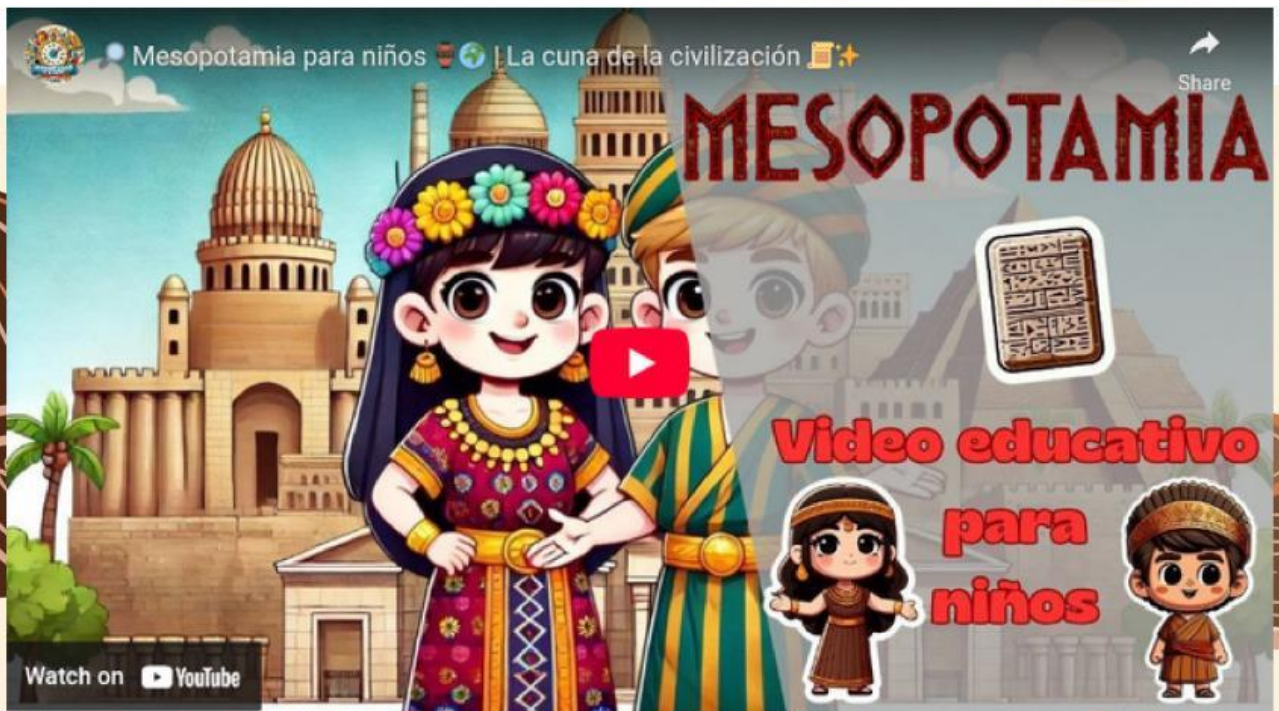 Mesopotamia para niños 🏺🌍 | La cuna de la civilización 📜✨
Share
MESOPOTAMIA
Video educativo
para
niños
Watch on YouTube